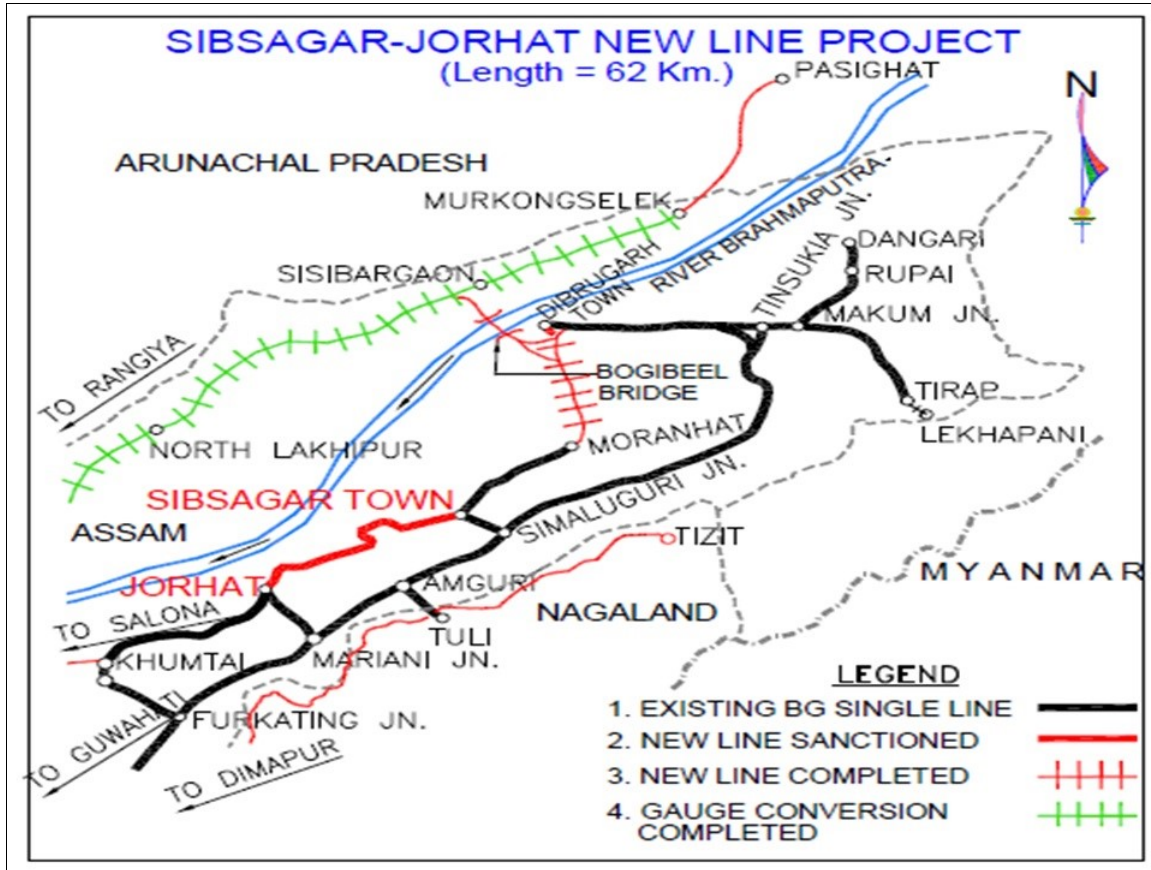 SIBSAGAR-JORHAT NEW LINE PROJECT
(Length = 62 Km.)
PASIGHAT
N
ARUNACHAL PRADESH
MURKONGSELEK
RIVER BRAHMAPUTRA
SISIBARGAON
DIBRUGARH
TOWN
TINSUKIA JN.
DANGARI
RUPAI
MAKUM JN.
TO RANGIYA
BOGIBEEL
BRIDGE
TIRAP
LEKHAPANI
NORTH LAKHIPUR
MORANHAT
SIBSAGAR TOWN
SIMALUGURI JN.
ASSAM
TIZIT
MYANMAR
JORHAT
AMGURI
NAGALAND
TO SALONA
TULI
KHUMTAI
MARIANI JN.
FURKATING JN.
TO GUWAHATI
TO DIMAPUR
LEGEND
1. EXISTING BG SINGLE LINE
2. NEW LINE SANCTIONED
3. NEW LINE COMPLETED
4. GAUGE CONVERSION
COMPLETED